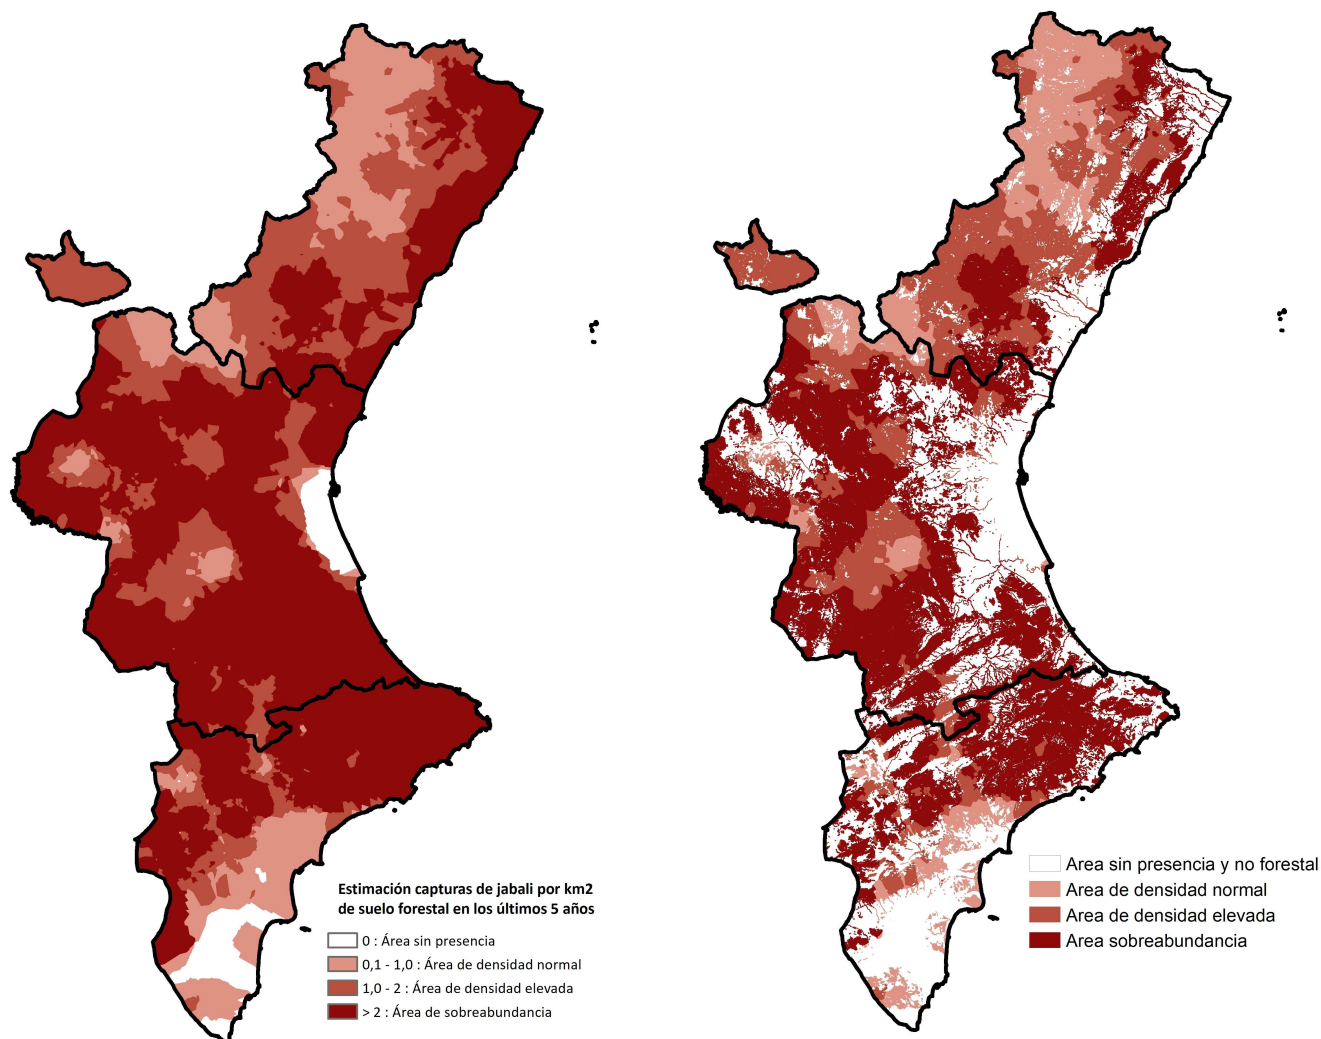 Estimación capturas de jabali por km2
de suelo forestal en los últimos 5 años
0 : Área sin presencia
0,1 - 1,0 : Área de densidad normal
1,0 - 2 : Área de densidad elevada
> 2 : Área de sobreabundancia
Area sin presencia y no forestal
Area de densidad normal
Area de densidad elevada
Area sobreabundancia